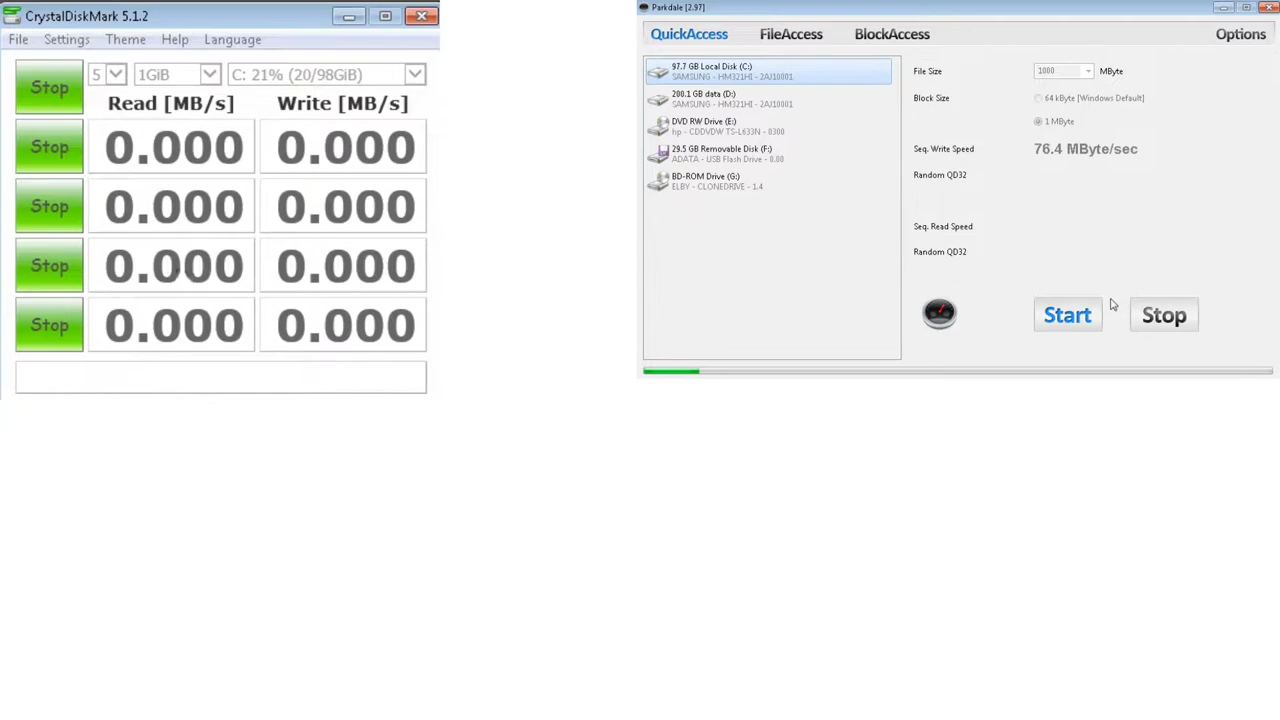 CrystalDiskMark 5.1.2
File Settings Theme Help Language
Stop 5 1GiB C: 21% (20/98GiB)
Read [MB/s] Write [MB/s]
Stop 0.000 0.000
Stop 0.000 0.000
Stop 0.000 0.000
Stop 0.000 0.000
Parkdale [2.97]
QuickAccess FileAccess BlockAccess Options
97.7 GB Local Disk (C:)
SAMSUNG - HM321HI - 2AJ10001
200.1 GB data (D:)
SAMSUNG - HM321HI - 2AJ10001
DVD RW Drive (E:)
hp - CDDVDW TS-L633N - 0300
29.5 GB Removable Disk (F:)
ADATA - USB Flash Drive - 0.00
BD-ROM Drive (G:)
ELBY - CLONEDRIVE - 1.4
File Size 1000 MByte
Block Size 64 kByte [Windows Default]
1 MByte
Seq. Write Speed 76.4 MByte/sec
Random QD32
Seq. Read Speed
Random QD32
Start Stop